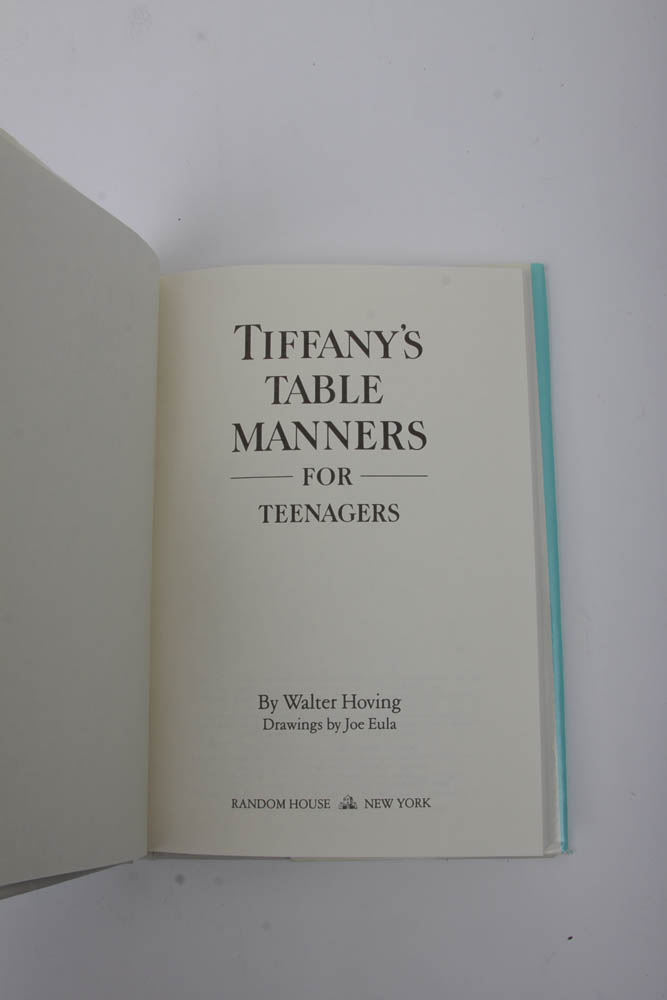 TIFFANY'S
TABLE
MANNERS
FOR
TEENAGERS
By Walter Hoving
Drawings by Joe Eula
RANDOM HOUSE NEW YORK